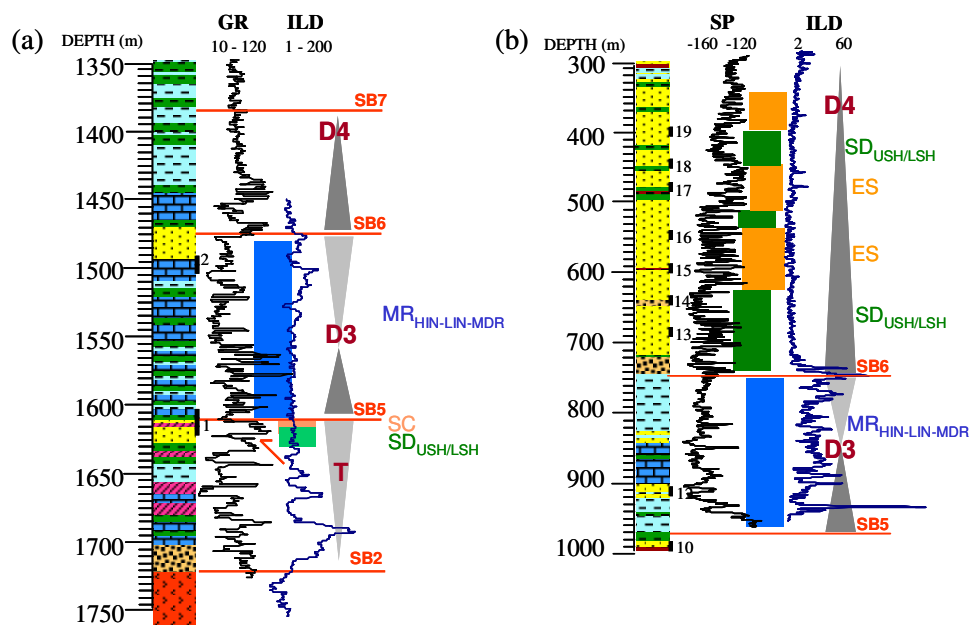 (a)
GR
ILD
DEPTH (m)
10 - 120
1 - 200
1350
SB7
1400
D4
1450
SB6
2
1500
MR HIN-LIN-MDR
D3
1550
1600
SB5
1
SC
SD USH/LSH
1650
T
1700
SB2
1750
(b)
SP
ILD
DEPTH (m)
-160
-120
2
60
300
D4
400
19
SD USH/LSH
18
17
ES
500
16
ES
600
15
14
SD USH/LSH
13
700
SB6
800
MR HIN-LIN-MDR
D3
900
12
SB5
10
1000